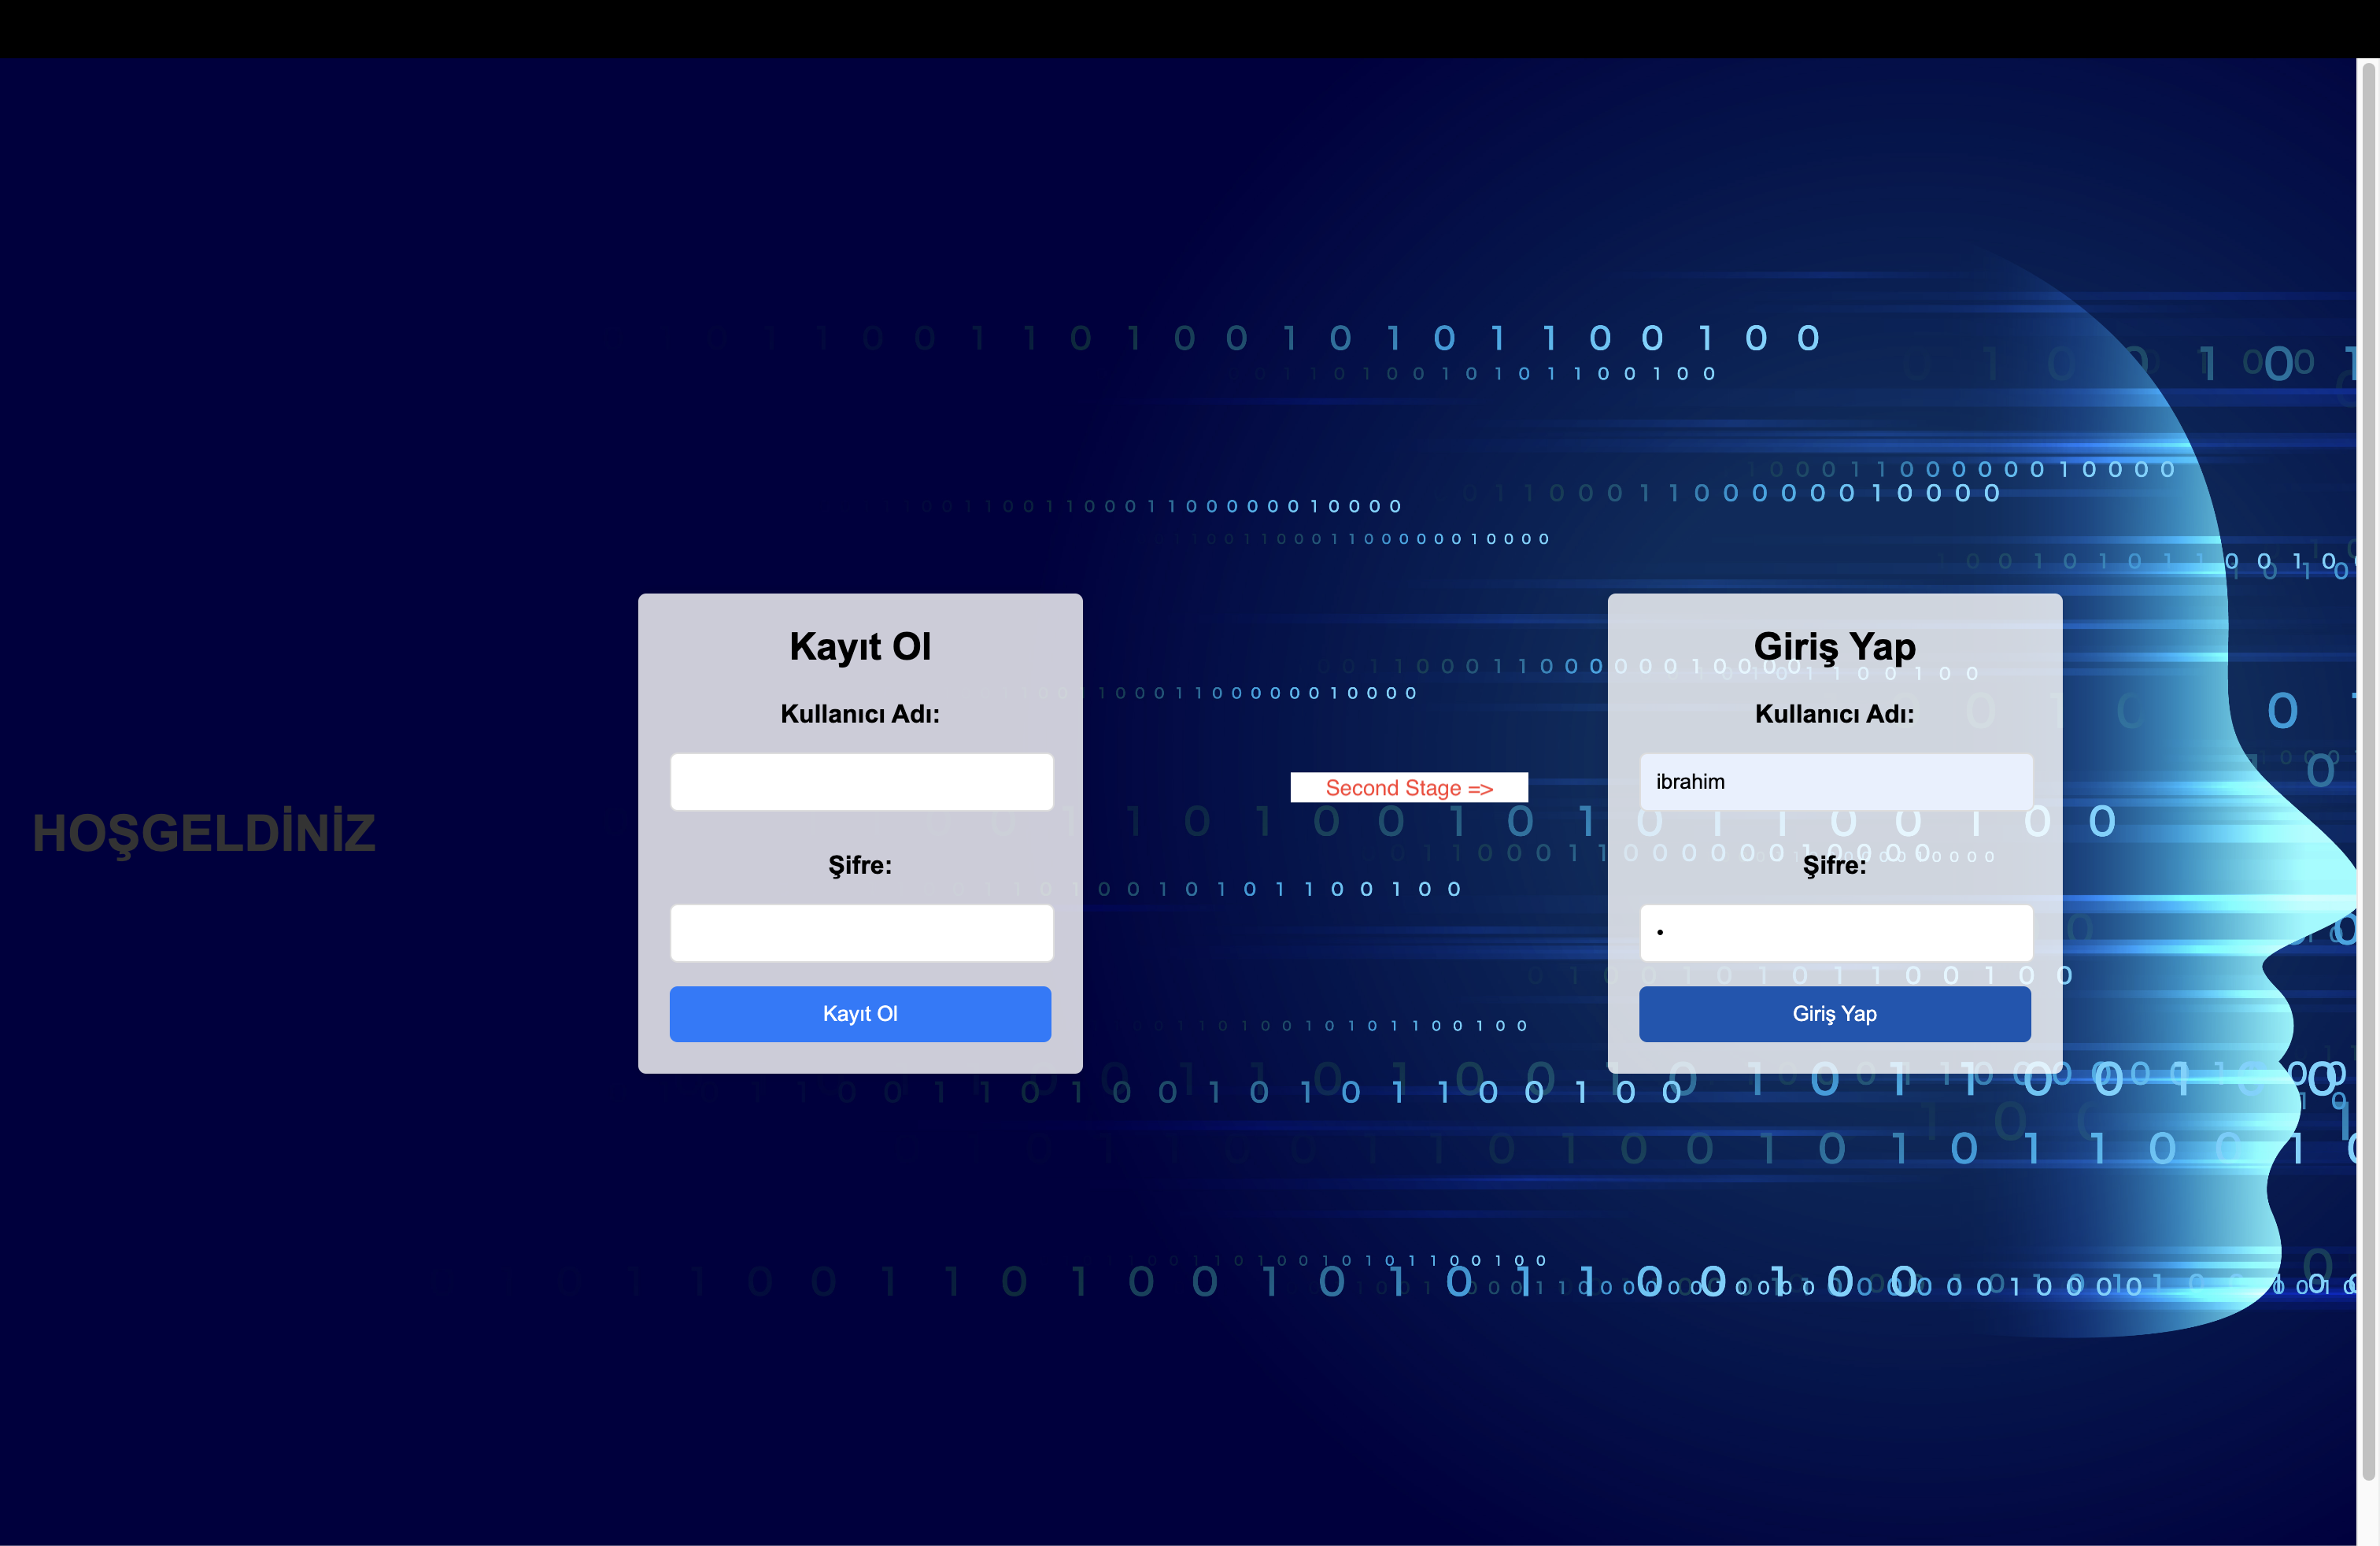 HOŞGELDİNİZ
Kayıt Ol
Kullanıcı Adı:
Şifre:
Kayıt Ol
Second Stage =>
Giriş Yap
Kullanıcı Adı:
ibrahim
Şifre:
•
Giriş Yap